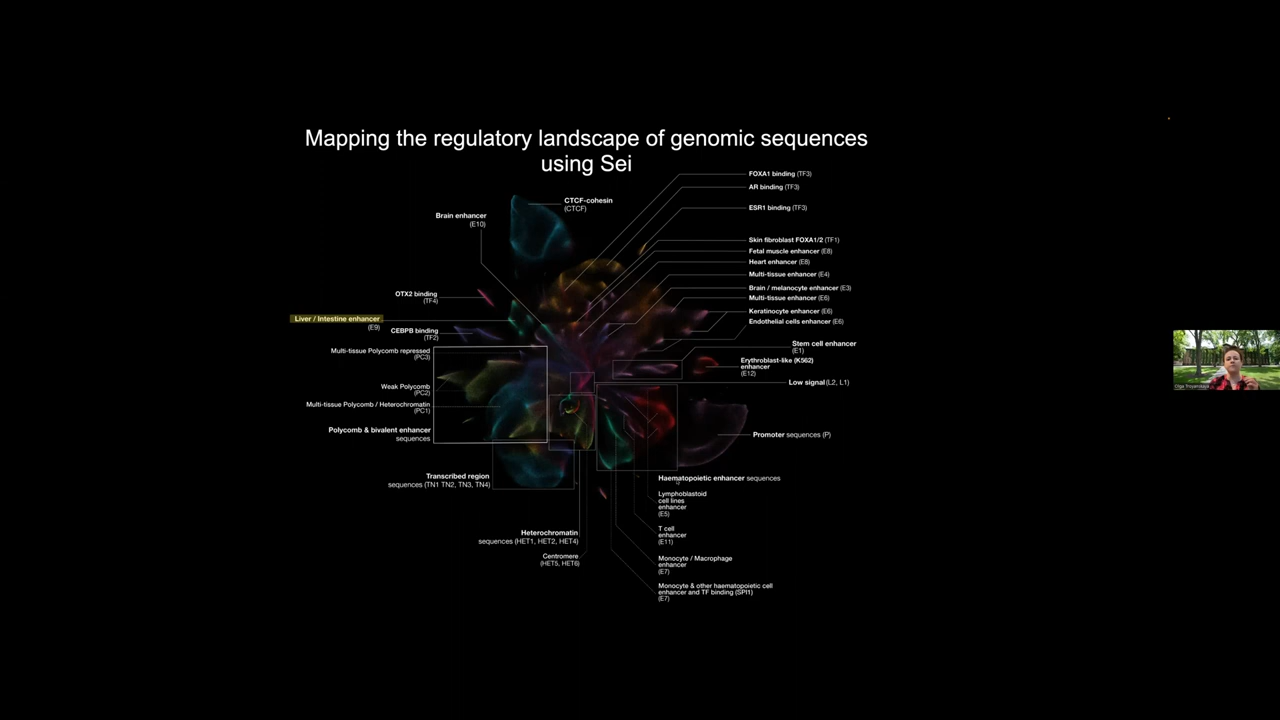 Mapping the regulatory landscape of genomic sequences
using Sei
FOXA1 binding (TF3)
AR binding (TF3)
ESR1 binding (TF3)
CTCF-cohesin
(CTCF)
Brain enhancer
(E10)
Skin fibroblast FOXA1/2 (TF1)
Fetal muscle enhancer (E8)
Heart enhancer (E8)
Multi-tissue enhancer (E4)
Brain / melanocyte enhancer (E3)
Multi-tissue enhancer (E6)
Keratinocyte enhancer (E6)
Endothelial cells enhancer (E6)
OTX2 binding
(TF4)
Liver / Intestine enhancer
(E9)
CEBPB binding
(TF2)
Stem cell enhancer
(E1)
Erythroblast-like (K562)
enhancer
(E12)
Low signal (L2, L1)
Multi-tissue Polycomb repressed
(PC3)
Weak Polycomb
(PC2)
Multi-tissue Polycomb / Heterochromatin
(PC1)
Polycomb & bivalent enhancer
sequences
Promoter sequences (P)
Transcribed region
sequences (TN1 TN2, TN3, TN4)
Haematopoietic enhancer sequences
Lymphoblastoid
cell lines
enhancer
(E5)
T cell
enhancer
(E11)
Monocyte / Macrophage
enhancer
(E7)
Monocyte & other haematopoietic cell
enhancer and TF binding (SPI1)
(E7)
Heterochromatin
sequences (HET1, HET2, HET4)
Centromere
(HET5, HET6)
Olga Troyanskaya